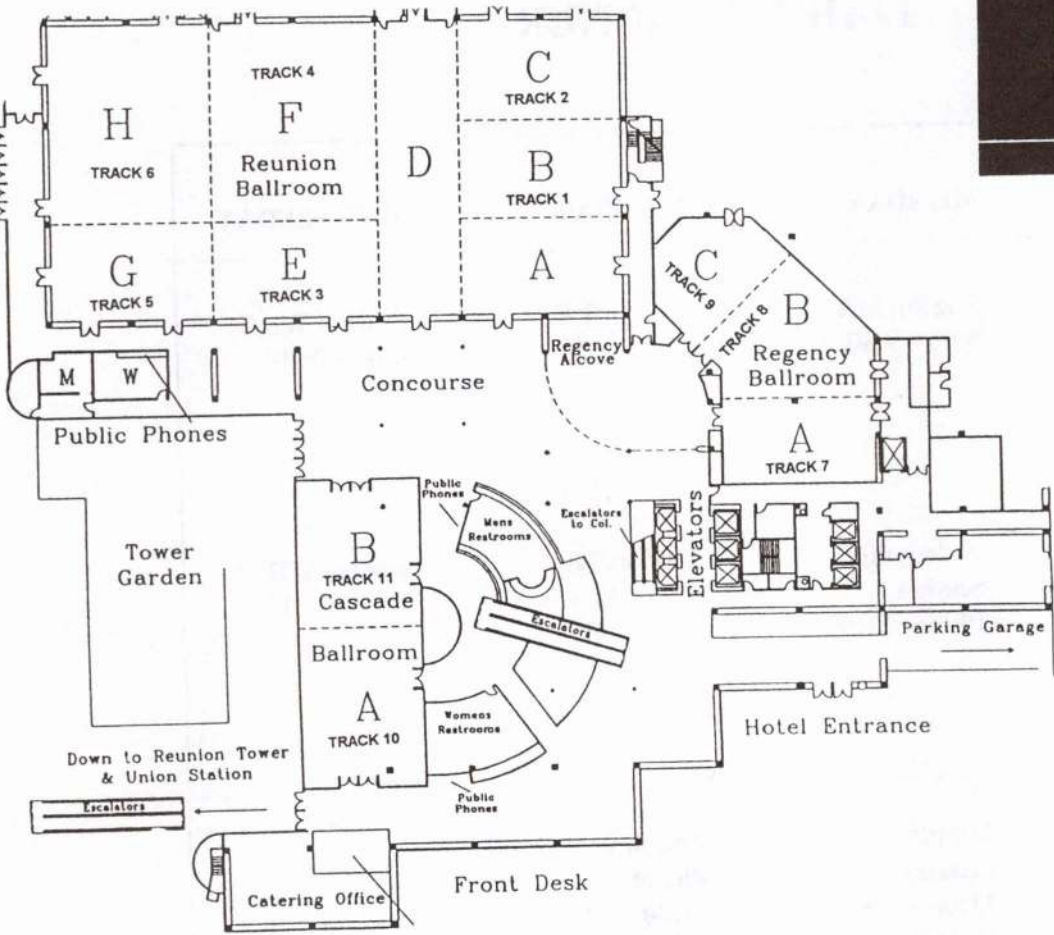 TRACK 4
C
TRACK 2
H
F
D
TRACK 6
Reunion
Ballroom
B
TRACK 1
G
TRACK 5
E
TRACK 3
A
C
TRACK 9
TRACK 8
B
Regency
Ballroom
Regency
Alcove
M
W
Concourse
Public Phones
A
TRACK 7
Public
Phones
Mens
Restrooms
Escalators
to Col.
Elevators
Tower
Garden
B
TRACK 11
Cascade
Ballroom
A
TRACK 10
Escalators
Parking Garage
Womens
Restrooms
Hotel Entrance
Down to Reunion Tower
& Union Station
Escalators
Public
Phones
Catering Office
Front Desk